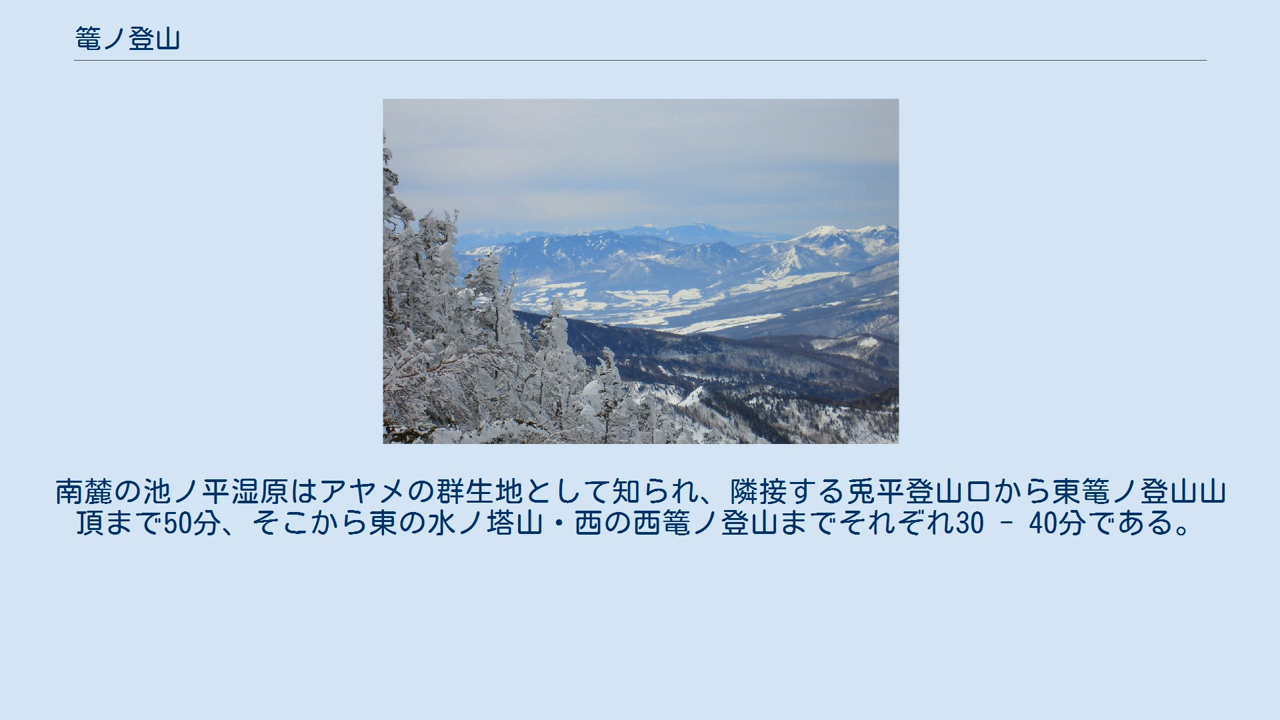 篭ノ登山
南麓の池ノ平湿原はアヤメの群生地として知られ、隣接する兎平登山口から東篭ノ登山山
頂まで50分、そこから東の水ノ塔山・西の西篭ノ登山までそれぞれ30 - 40分である。